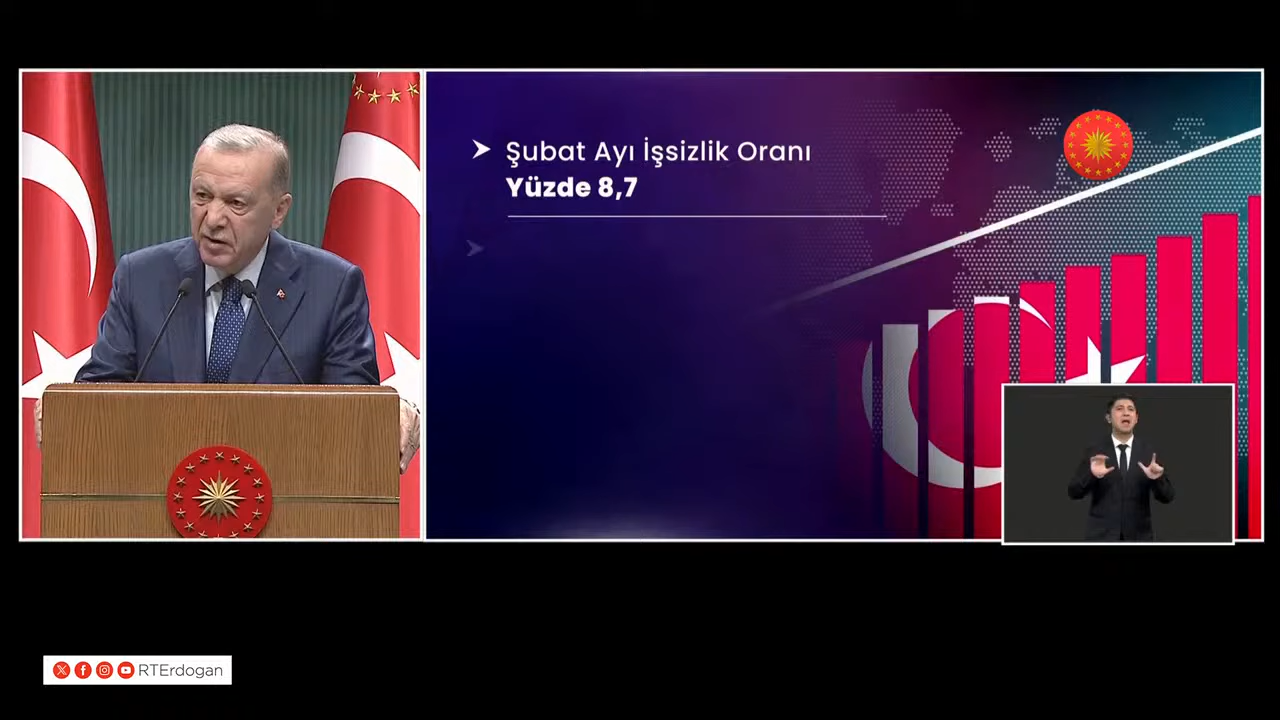 Şubat Ayı İşsizlik Oranı
Yüzde 8,7
RTErdogan